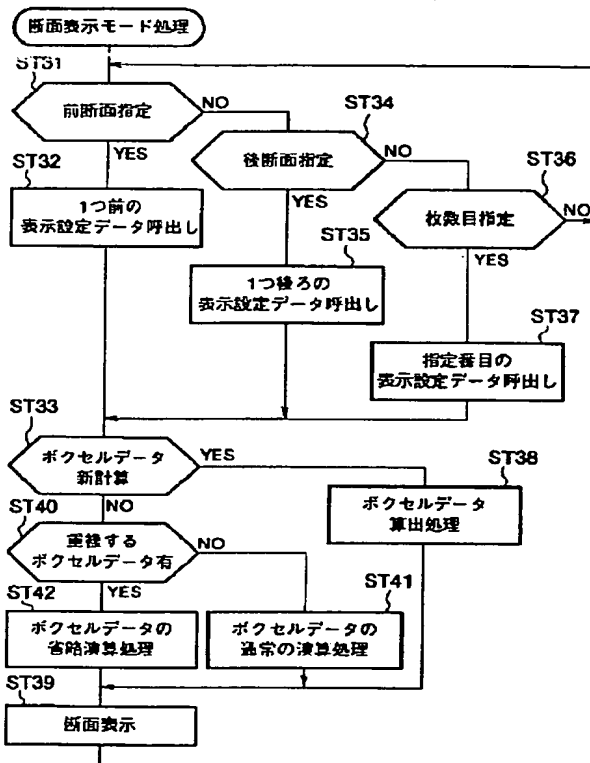 断面表示モード処理
ST31
前断面指定
NO
YES
ST32
1つ前の
表示設定データ呼出し
ST34
後断面指定
NO
YES
ST35
1つ後ろの
表示設定データ呼出し
ST36
枚数目指定
NO
YES
ST37
指定番目の
表示設定データ呼出し
ST33
ボクセルデータ
新計算
YES
NO
ST38
ボクセルデータ
算出処理
ST40
重複する
ボクセルデータ有
NO
YES
ST42
ボクセルデータの
省略演算処理
ST41
ボクセルデータの
通常の演算処理
ST39
断面表示